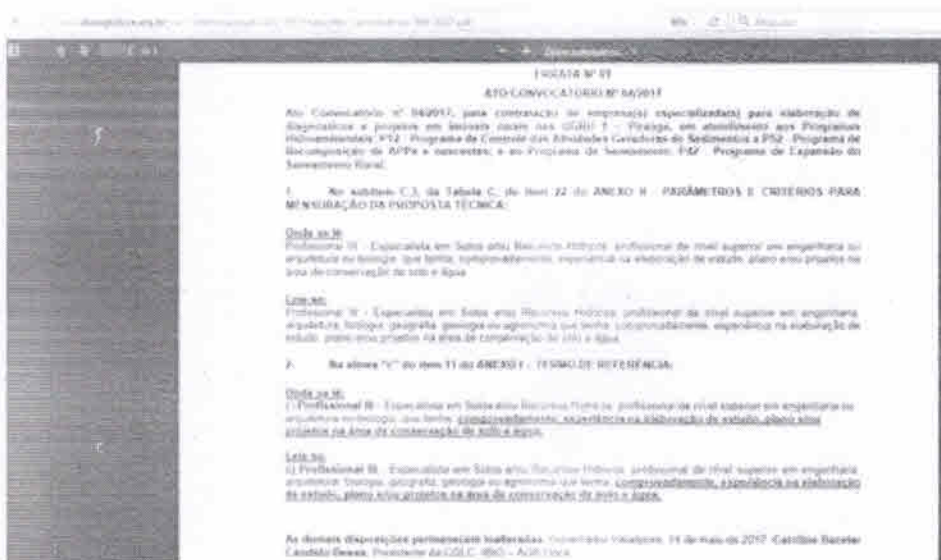 ERRATA Nº 01
ATO CONVOCATÓRIO Nº 04/2017
Ato Convocatório nº 04/2017, para contratação de empresa(s) especializada(s) para elaboração de
diagnósticos e projetos em imóveis rurais nas UGRH 1 - Piranga, em atendimento aos Programas
Hidroambientais: P12 - Programa de Controle das Atividades Geradoras de Sedimentos e P52 - Programa de
Recomposição de APPs e nascentes; e ao Programa de Saneamento: P42 - Programa de Expansão do
Saneamento Rural.
1. No subitem C.3, da Tabela C, do item 22 do ANEXO II - PARÂMETROS E CRITÉRIOS PARA
MENSURAÇÃO DA PROPOSTA TÉCNICA:
Onde se lê:
Profissional III - Especialista em Solos e/ou Recursos Hídricos: profissional de nível superior em engenharia ou
arquitetura ou biologia, que tenha, comprovadamente, experiência na elaboração de estudo, plano e/ou projetos na
área de conservação de solo e água.
Leia-se:
Profissional III - Especialista em Solos e/ou Recursos Hídricos: profissional de nível superior em engenharia,
arquitetura, biologia, geografia, geologia ou agronomia que tenha, comprovadamente, experiência na elaboração de
estudo, plano e/ou projetos na área de conservação de solo e água.
2. Na alínea "c" do item 11 do ANEXO I - TERMO DE REFERÊNCIA:
Onde se lê:
c) Profissional III - Especialista em Solos e/ou Recursos Hídricos: profissional de nível superior em engenharia ou
arquitetura ou biologia, que tenha, comprovadamente, experiência na elaboração de estudo, plano e/ou
projetos na área de conservação de solo e água.
Leia-se:
c) Profissional III - Especialista em Solos e/ou Recursos Hídricos: profissional de nível superior em engenharia,
arquitetura, biologia, geografia, geologia ou agronomia que tenha, comprovadamente, experiência na elaboração
de estudo, plano e/ou projetos na área de conservação de solo e água.
As demais disposições permanecem inalteradas. Governador Valadares, de maio de 2017.
Presidente da CGLC - IBIO - AGB Doce